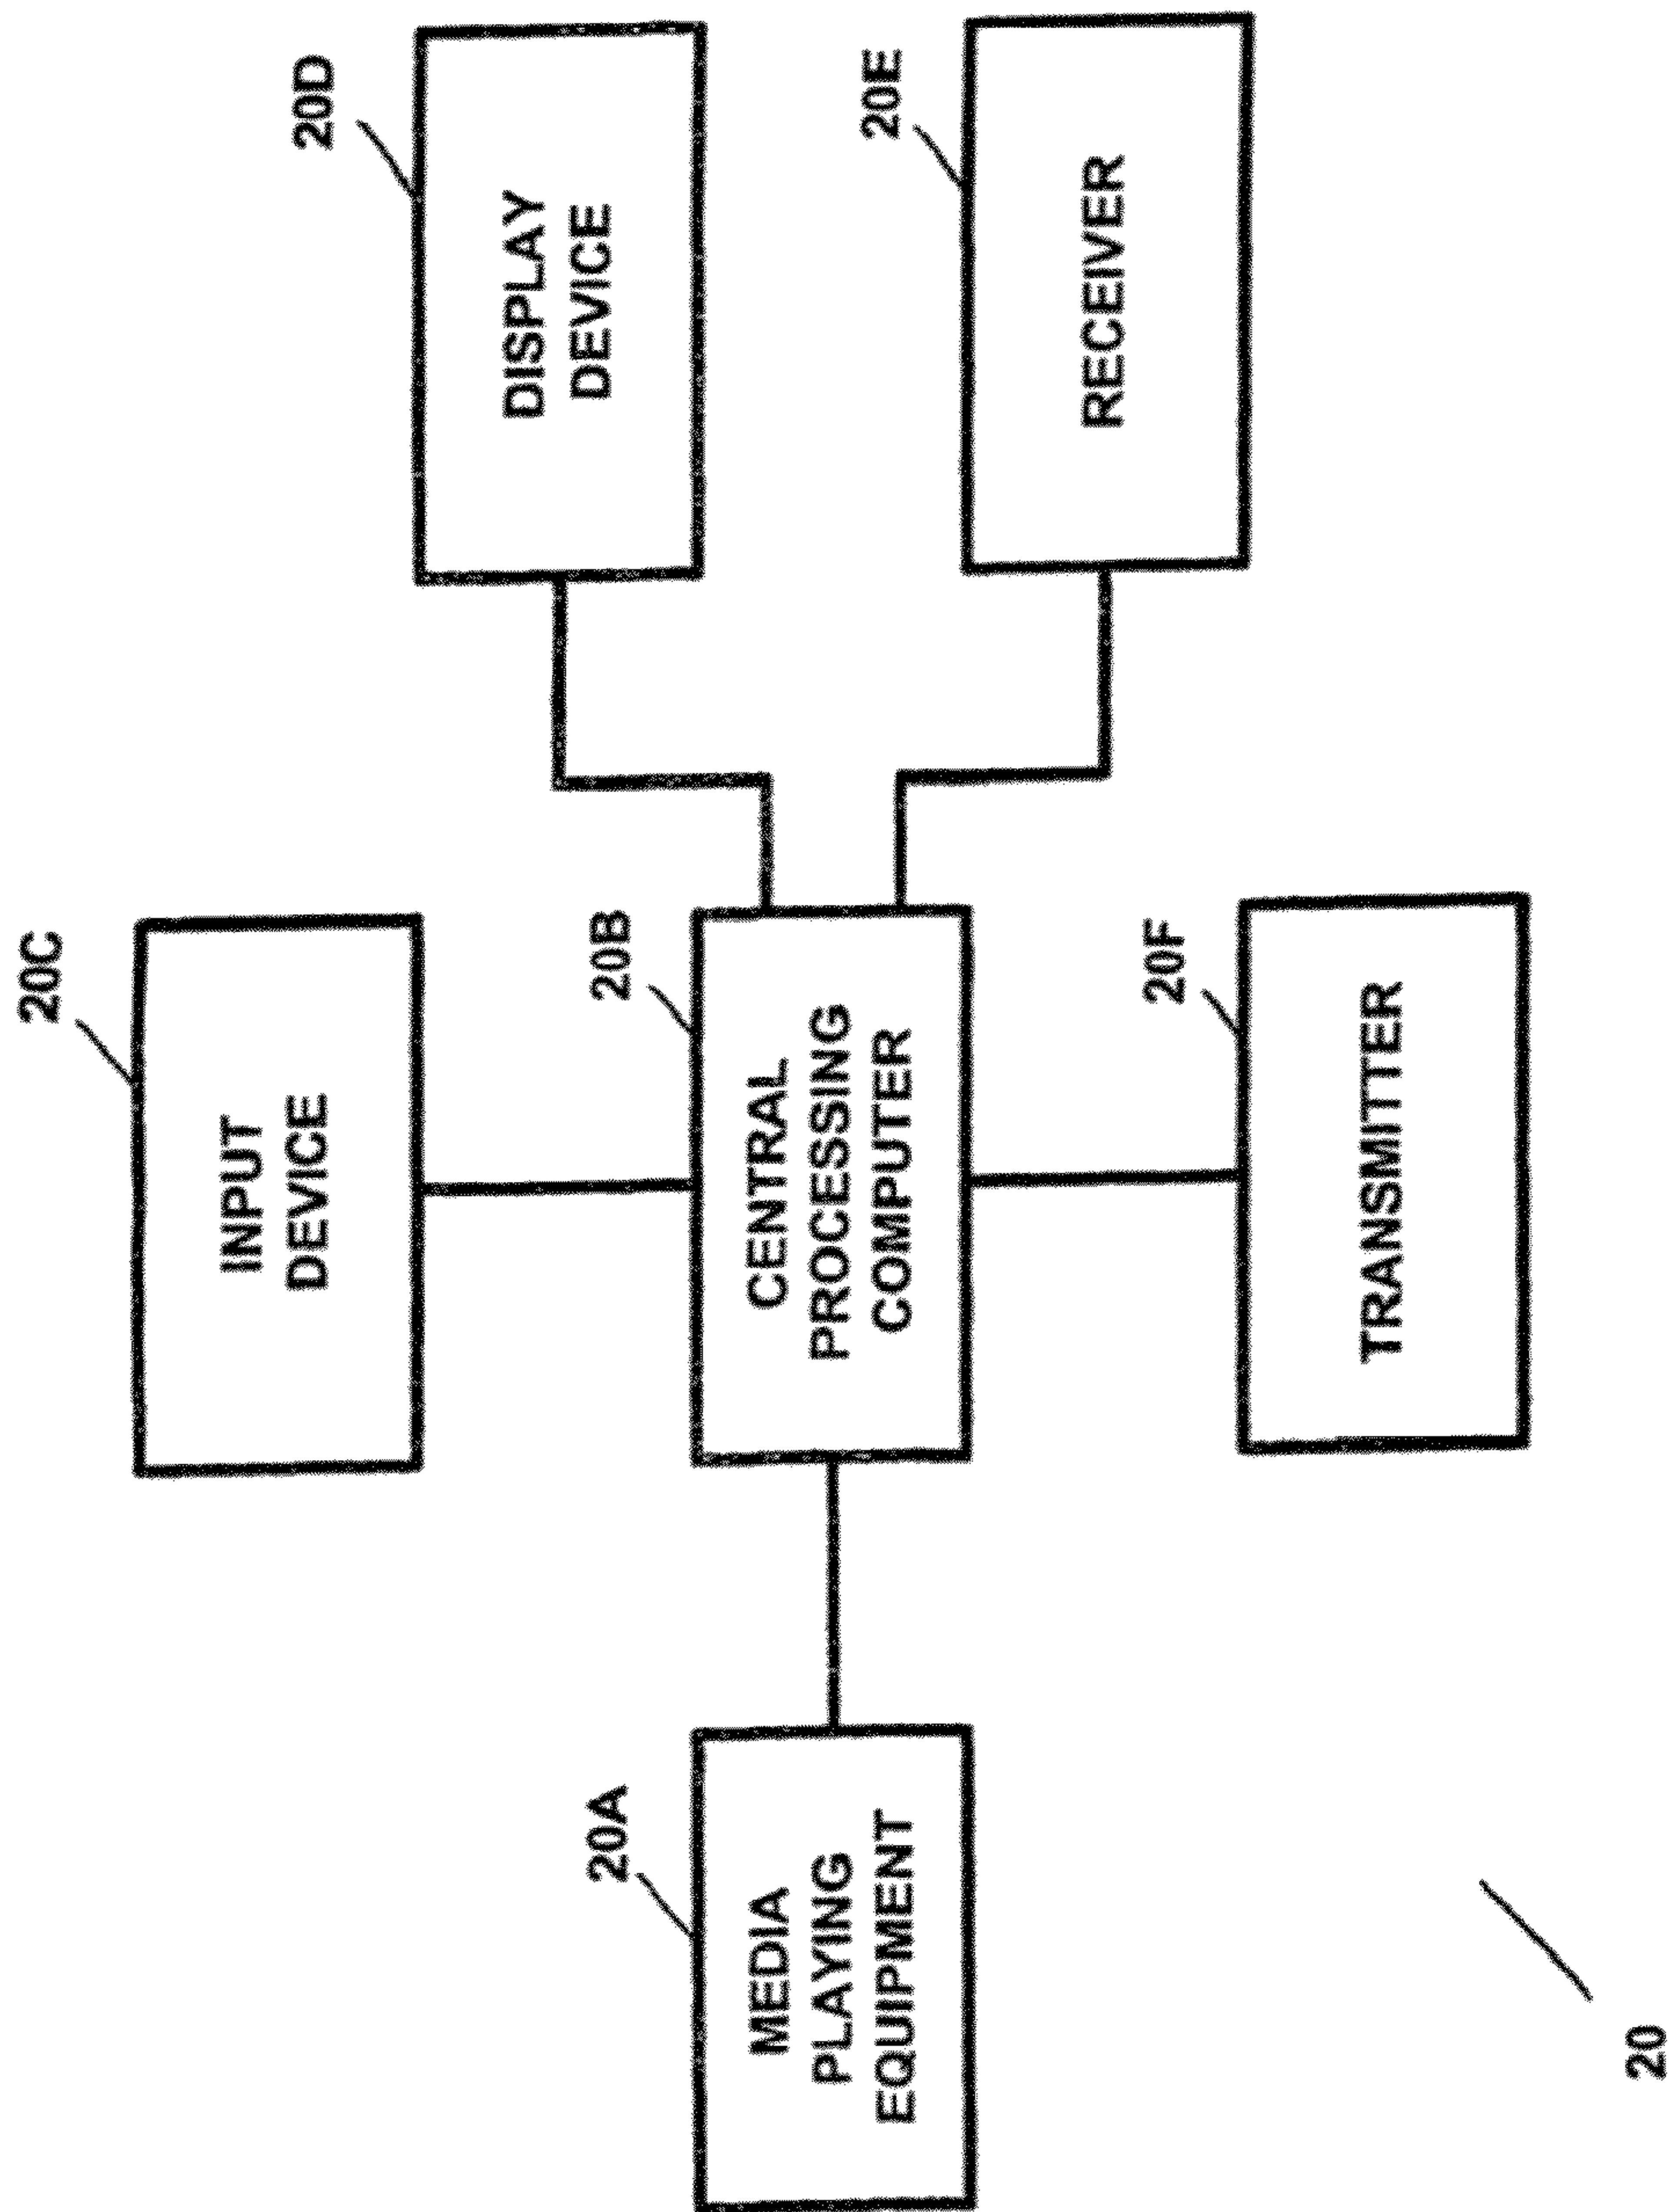 20C
INPUT
DEVICE
20D
DISPLAY
DEVICE
20A
MEDIA
PLAYING
EQUIPMENT
20B
CENTRAL
PROCESSING
COMPUTER
20E
RECEIVER
20F
TRANSMITTER
20